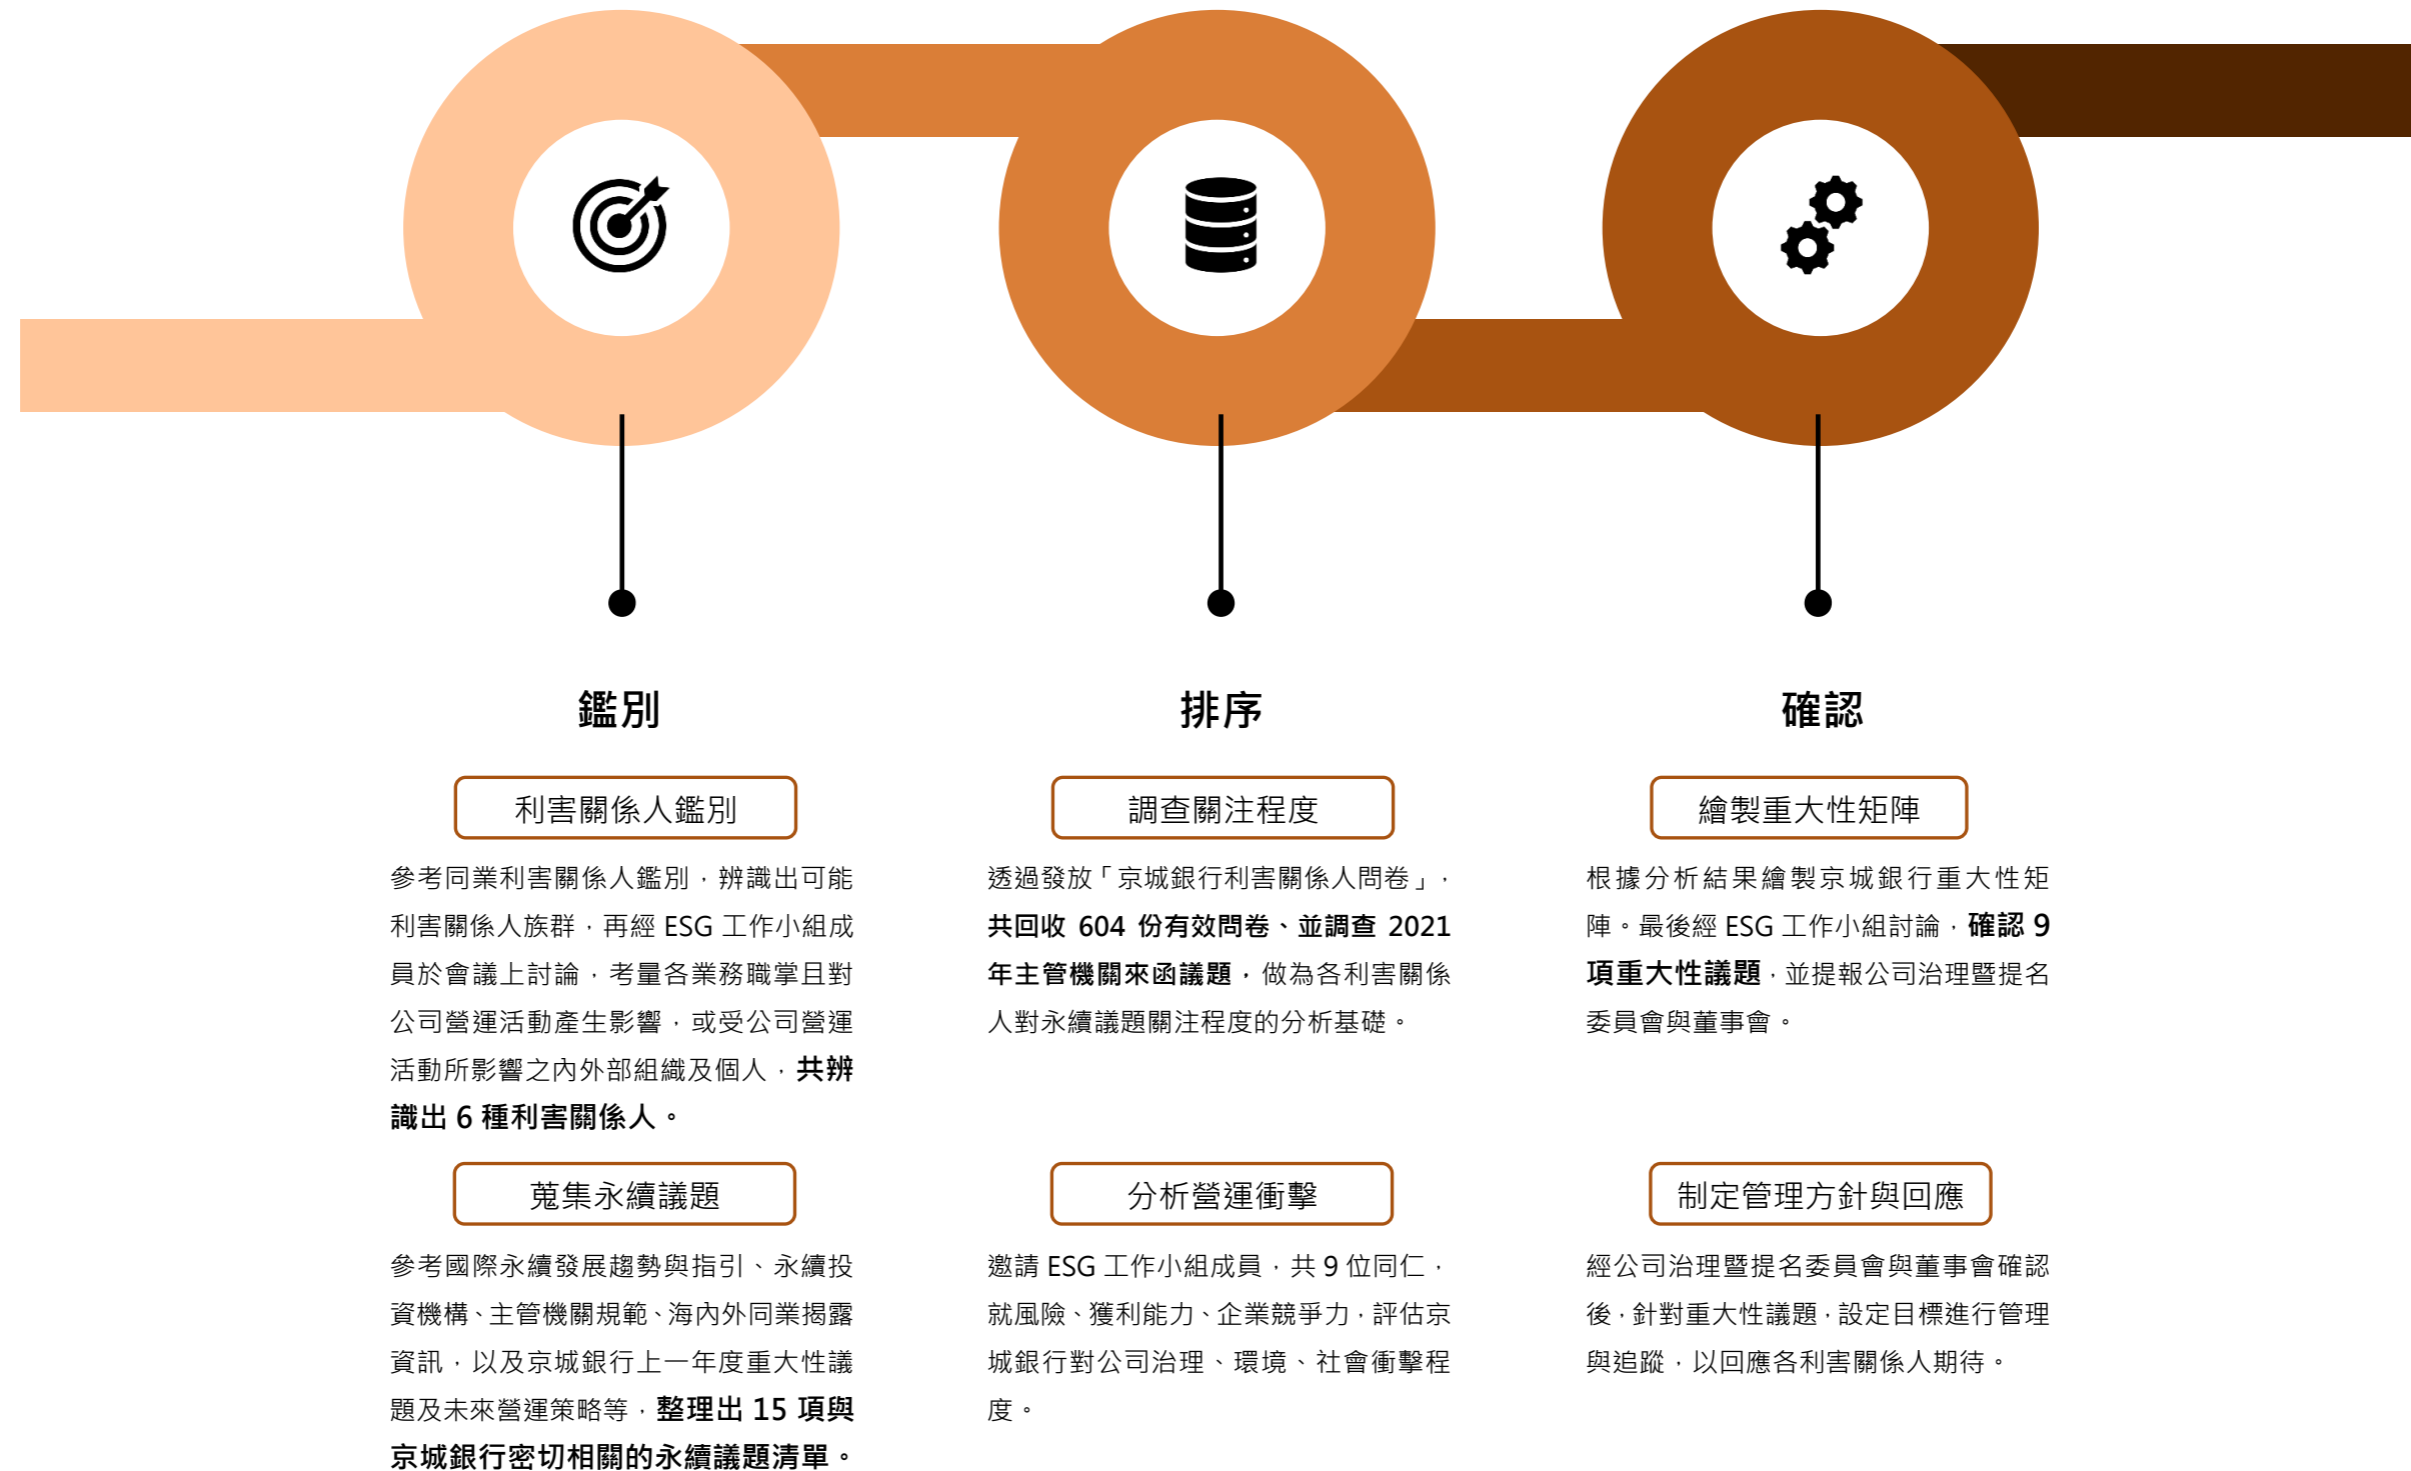 鑑別
利害關係人鑑別
參考同業利害關係人鑑別，辨識出可能
利害關係人族群，再經 ESG 工作小組成
員於會議上討論，考量各業務職掌且對
公司營運活動產生影響，或受公司營運
活動所影響之內外部組織及個人，共辨
識出 6 種利害關係人。
蒐集永續議題
參考國際永續發展趨勢與指引、永續投
資機構、主管機關規範、海內外同業揭露
資訊，以及京城銀行上一年度重大性議
題及未來營運策略等，整理出 15 項與
京城銀行密切相關的永續議題清單。
排序
調查關注程度
透過發放「京城銀行利害關係人問卷」，
共回收 604 份有效問卷、並調查 2021
年主管機關來函議題，做為各利害關係
人對永續議題關注程度的分析基礎。
分析營運衝擊
邀請 ESG 工作小組成員，共 9 位同仁，
就風險、獲利能力、企業競爭力，評估京
城銀行對公司治理、環境、社會衝擊程
度。
確認
繪製重大性矩陣
根據分析結果繪製京城銀行重大性矩
陣。最後經 ESG 工作小組討論，確認 9
項重大性議題，並提報公司治理暨提名
委員會與董事會。
制定管理方針與回應
經公司治理暨提名委員會與董事會確認
後，針對重大性議題，設定目標進行管理
與追蹤，以回應各利害關係人期待。